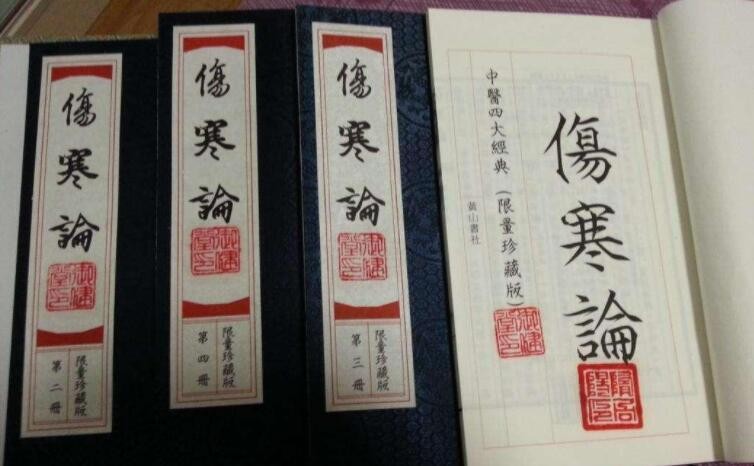 傷寒論
限量珍藏版
第二冊
傷寒論
限量珍藏版
第四冊
傷寒論
限量珍藏版
第三冊
傷寒論
中醫四大經典（限量珍藏版）
黃山書社